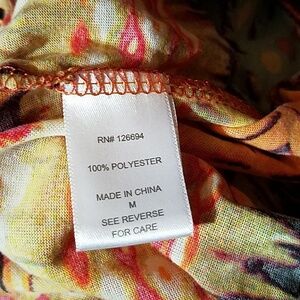 RN# 126694
100% POLYESTER
MADE IN CHINA
M
SEE REVERSE
FOR CARE